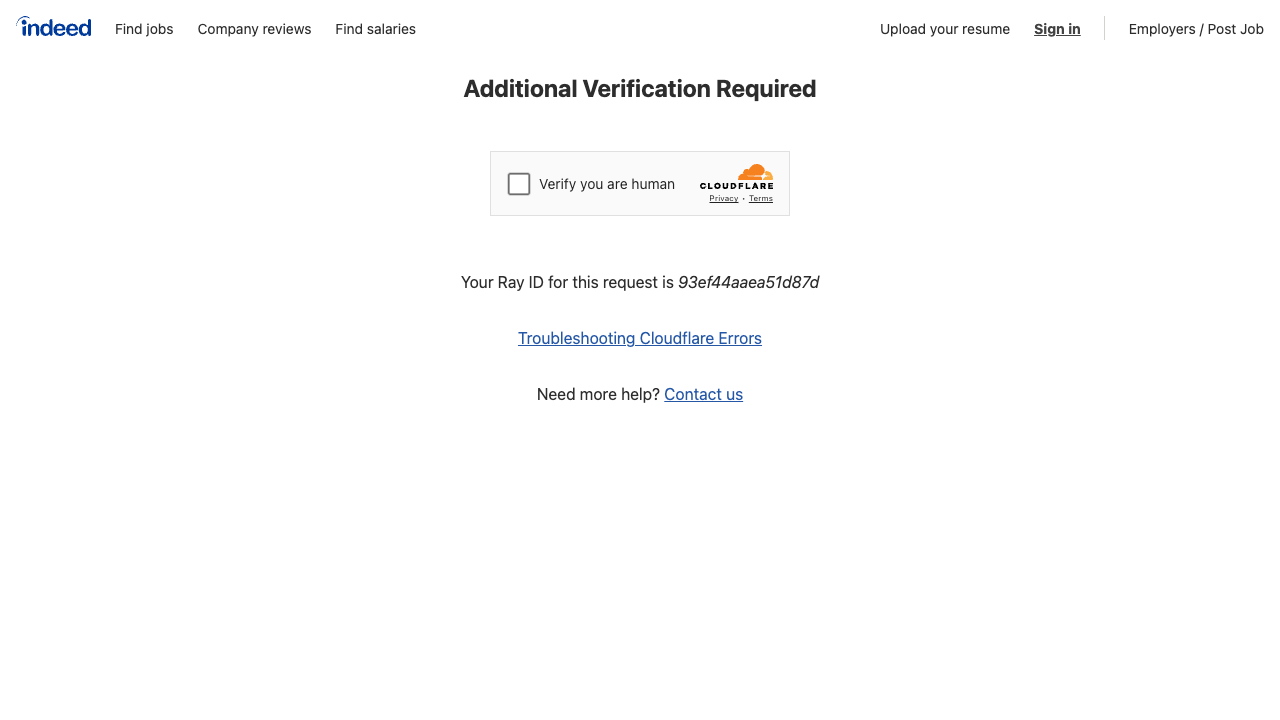 indeed Find jobs Company reviews Find salaries Upload your resume Sign in Employers / Post Job
Additional Verification Required
Verify you are human
CLOUDFLARE
Privacy • Terms
Your Ray ID for this request is 93ef44aaea51d87d
Troubleshooting Cloudflare Errors
Need more help? Contact us